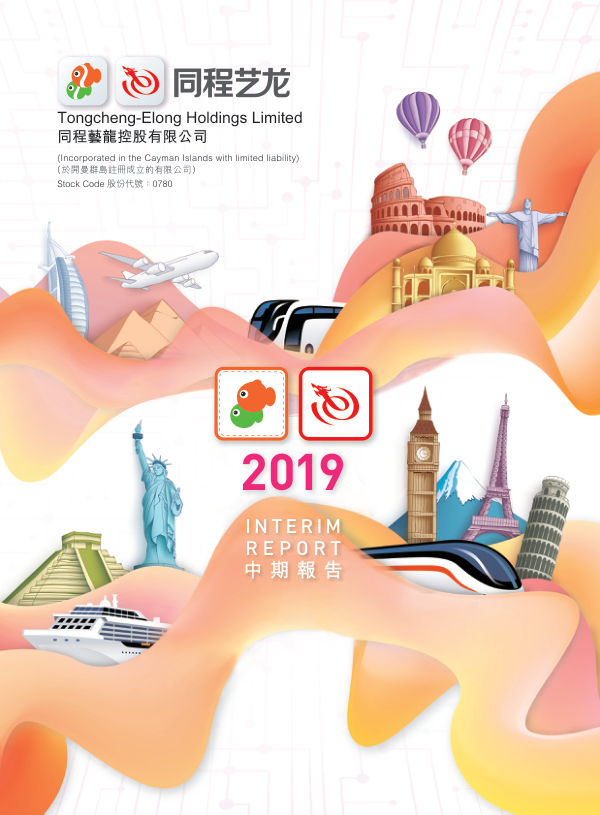 同程艺龙
Tongcheng-Elong Holdings Limited
同程藝龍控股有限公司
(Incorporated in the Cayman Islands with limited liability)
(於開曼群島註冊成立的有限公司)
Stock Code 股份代號：0780
2019
INTERIM
REPORT
中期報告